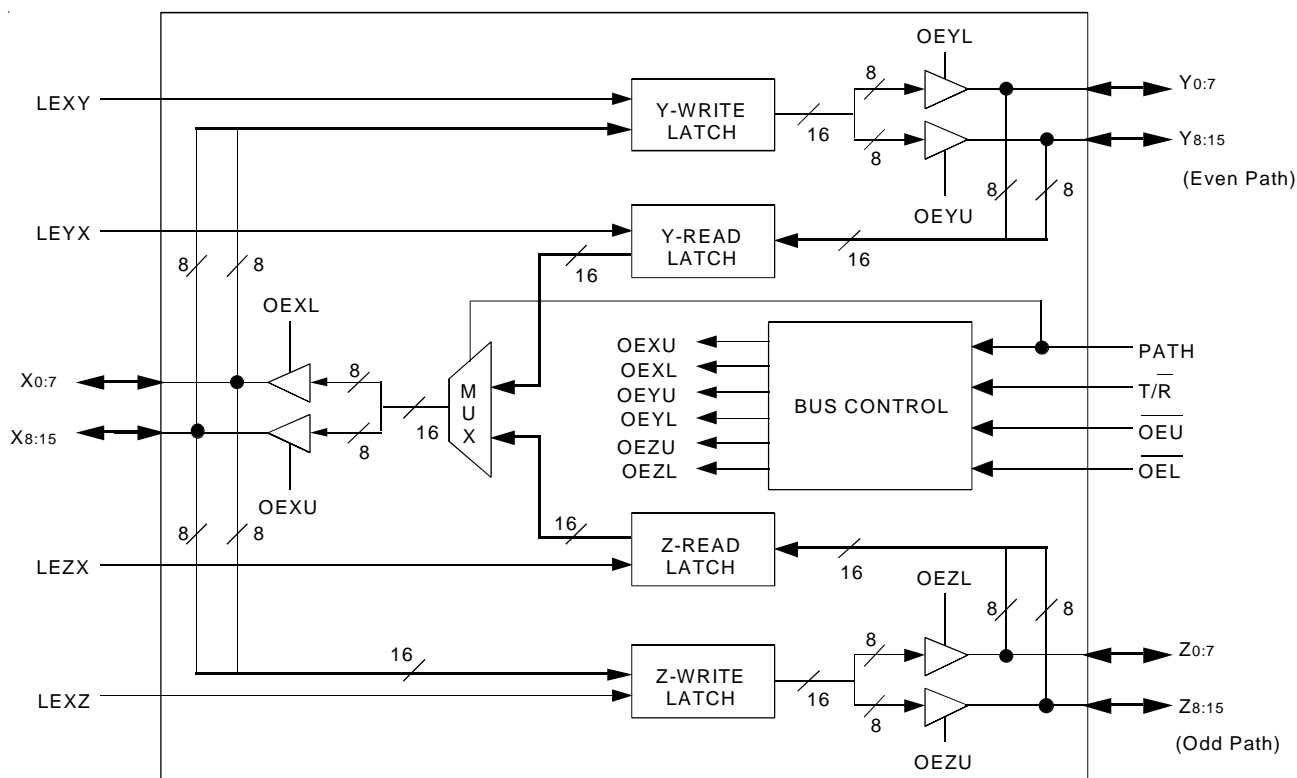 OEYL
LEXY
Y-WRITE
LATCH
16
8
8
Y0:7
Y8:15
(Even Path)
OEYU
8
8
LEYX
Y-READ
LATCH
16
16
8
8
OEXL
X0:7
X8:15
OEXU
8
8
16
MUX
OEXU
OEXL
OEYU
OEYL
OEZU
OEZL
BUS CONTROL
PATH
T/R̅
O̅E̅U̅
O̅E̅L̅
8
8
16
LEZX
Z-READ
LATCH
16
OEZL
8
8
16
LEXZ
Z-WRITE
LATCH
16
8
8
Z0:7
Z8:15
(Odd Path)
OEZU